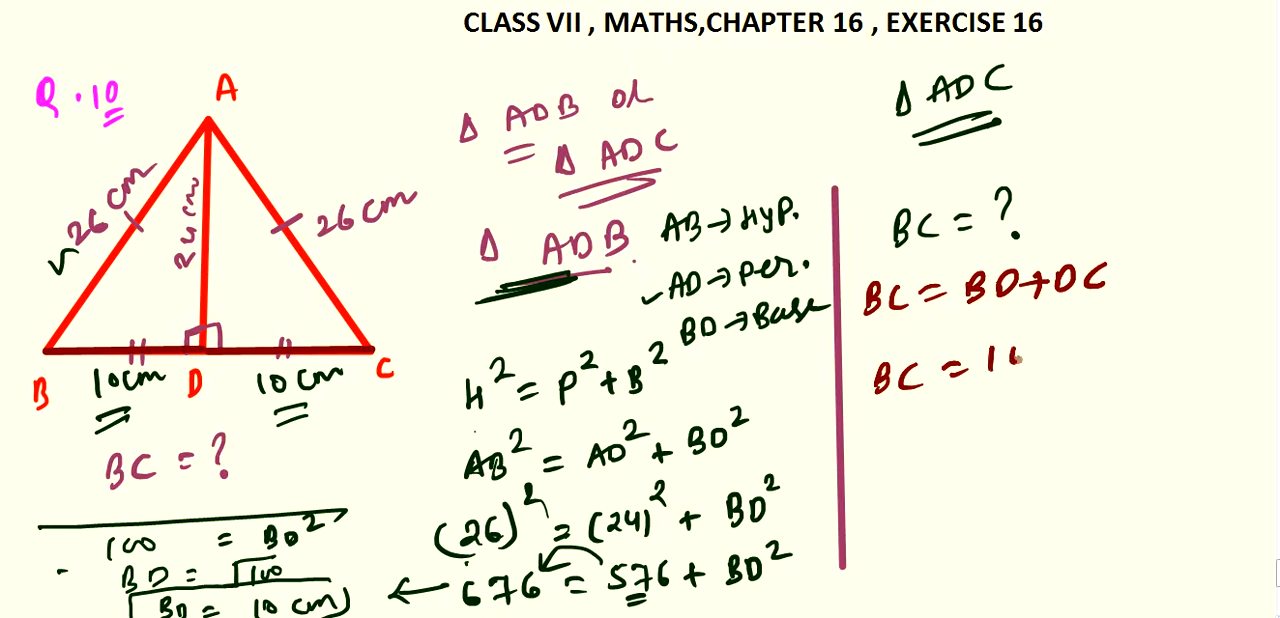 CLASS VII , MATHS,CHAPTER 16 , EXERCISE 16
Q . 10
A
26 cm
24 cm
26 cm
B
10cm
D
10 cm
C
BC = ?
100 = BD²
BD = √100
BD = 10 cm
Δ ADB or
Δ ADC
Δ ADB.
AB → Hyp.
AD → Per.
BD → Base
H² = P² + B²
AB² = AD² + BD²
(26)² = (24)² + BD²
676 = 576 + BD²
Δ ADC
BC = ?
BC = BD + DC
BC = 10